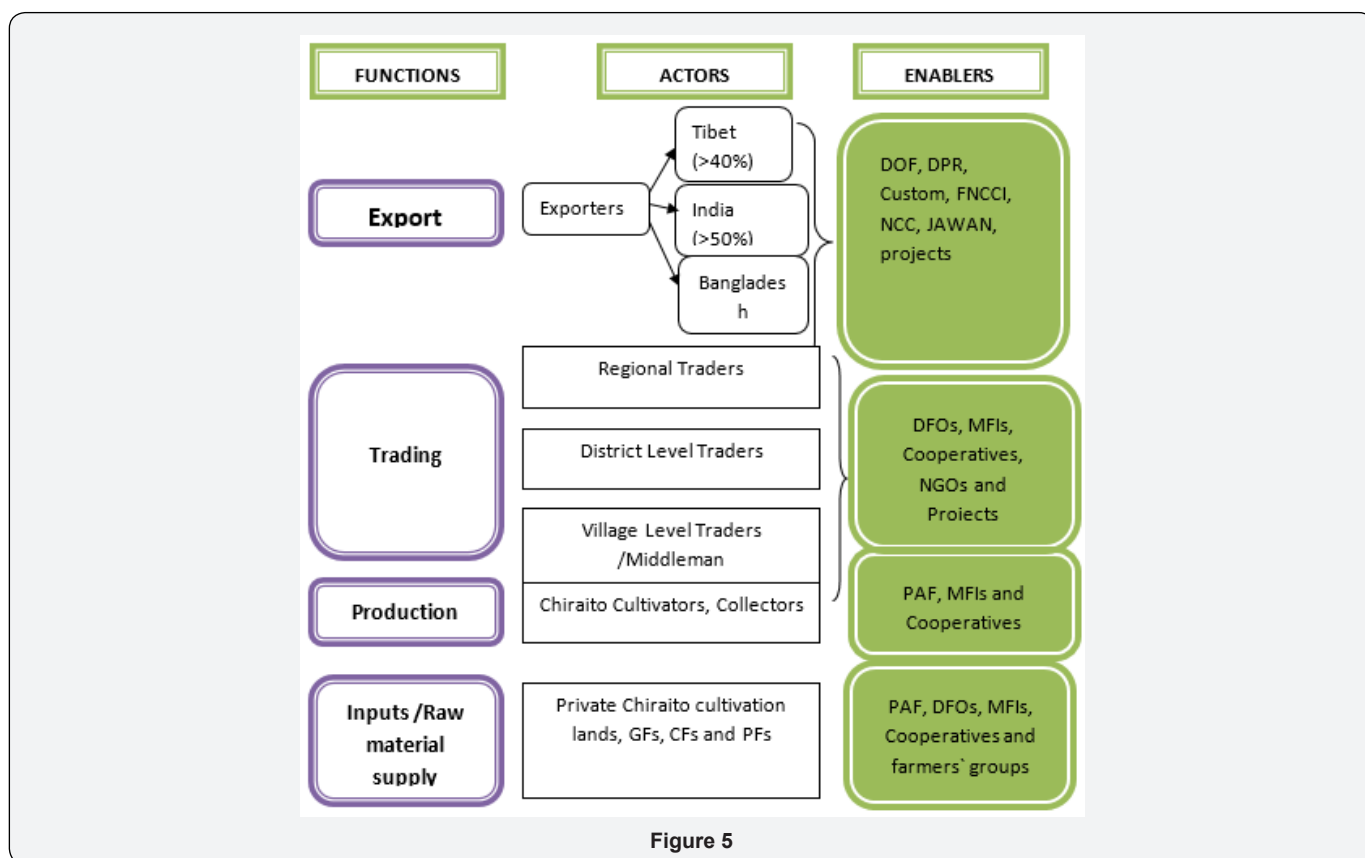 FUNCTIONS
ACTORS
ENABLERS
Export
Exporters
Tibet
(>40%)
India
(>50%)
Banglades
h
DOF, DPR,
Custom, FNCCI,
NCC, JAWAN,
projects
Trading
Regional Traders
District Level Traders
Village Level Traders
/Middleman
DFOs, MFIs,
Cooperatives,
NGOs and
Projects
Production
Chiraito Cultivators, Collectors
PAF, MFIs and
Cooperatives
Inputs /Raw
material
supply
Private Chiraito cultivation
lands, GFs, CFs and PFs
PAF, DFOs, MFIs,
Cooperatives and
farmers` groups
Figure 5